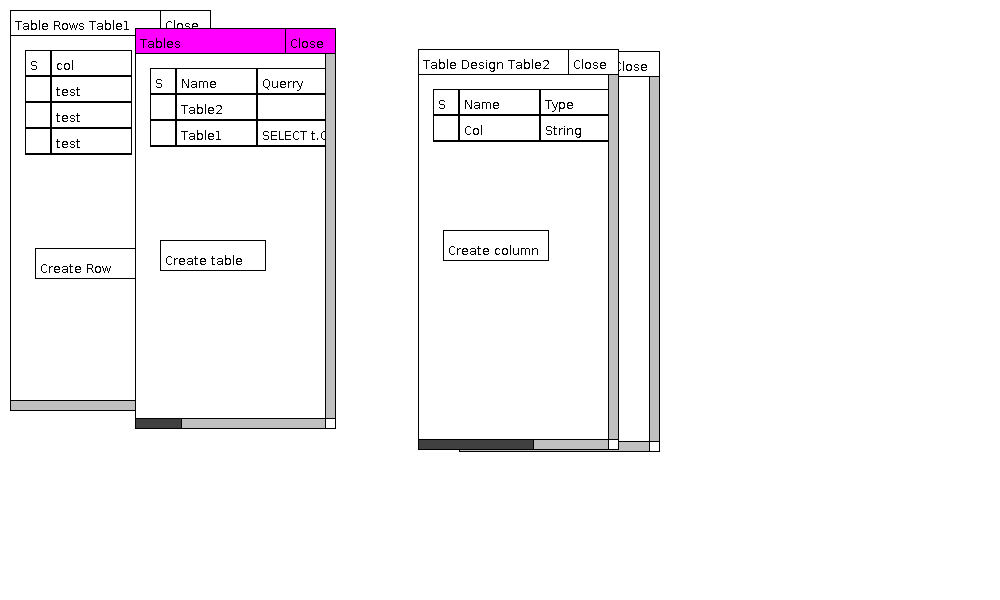 Table Rows Table1 Close
S col
test
test
test
Create Row
Tables Close
S Name Querry
Table2
Table1 SELECT t.
Create table
Table Design Table2 Close
S Name Type
Col String
Create column
Close